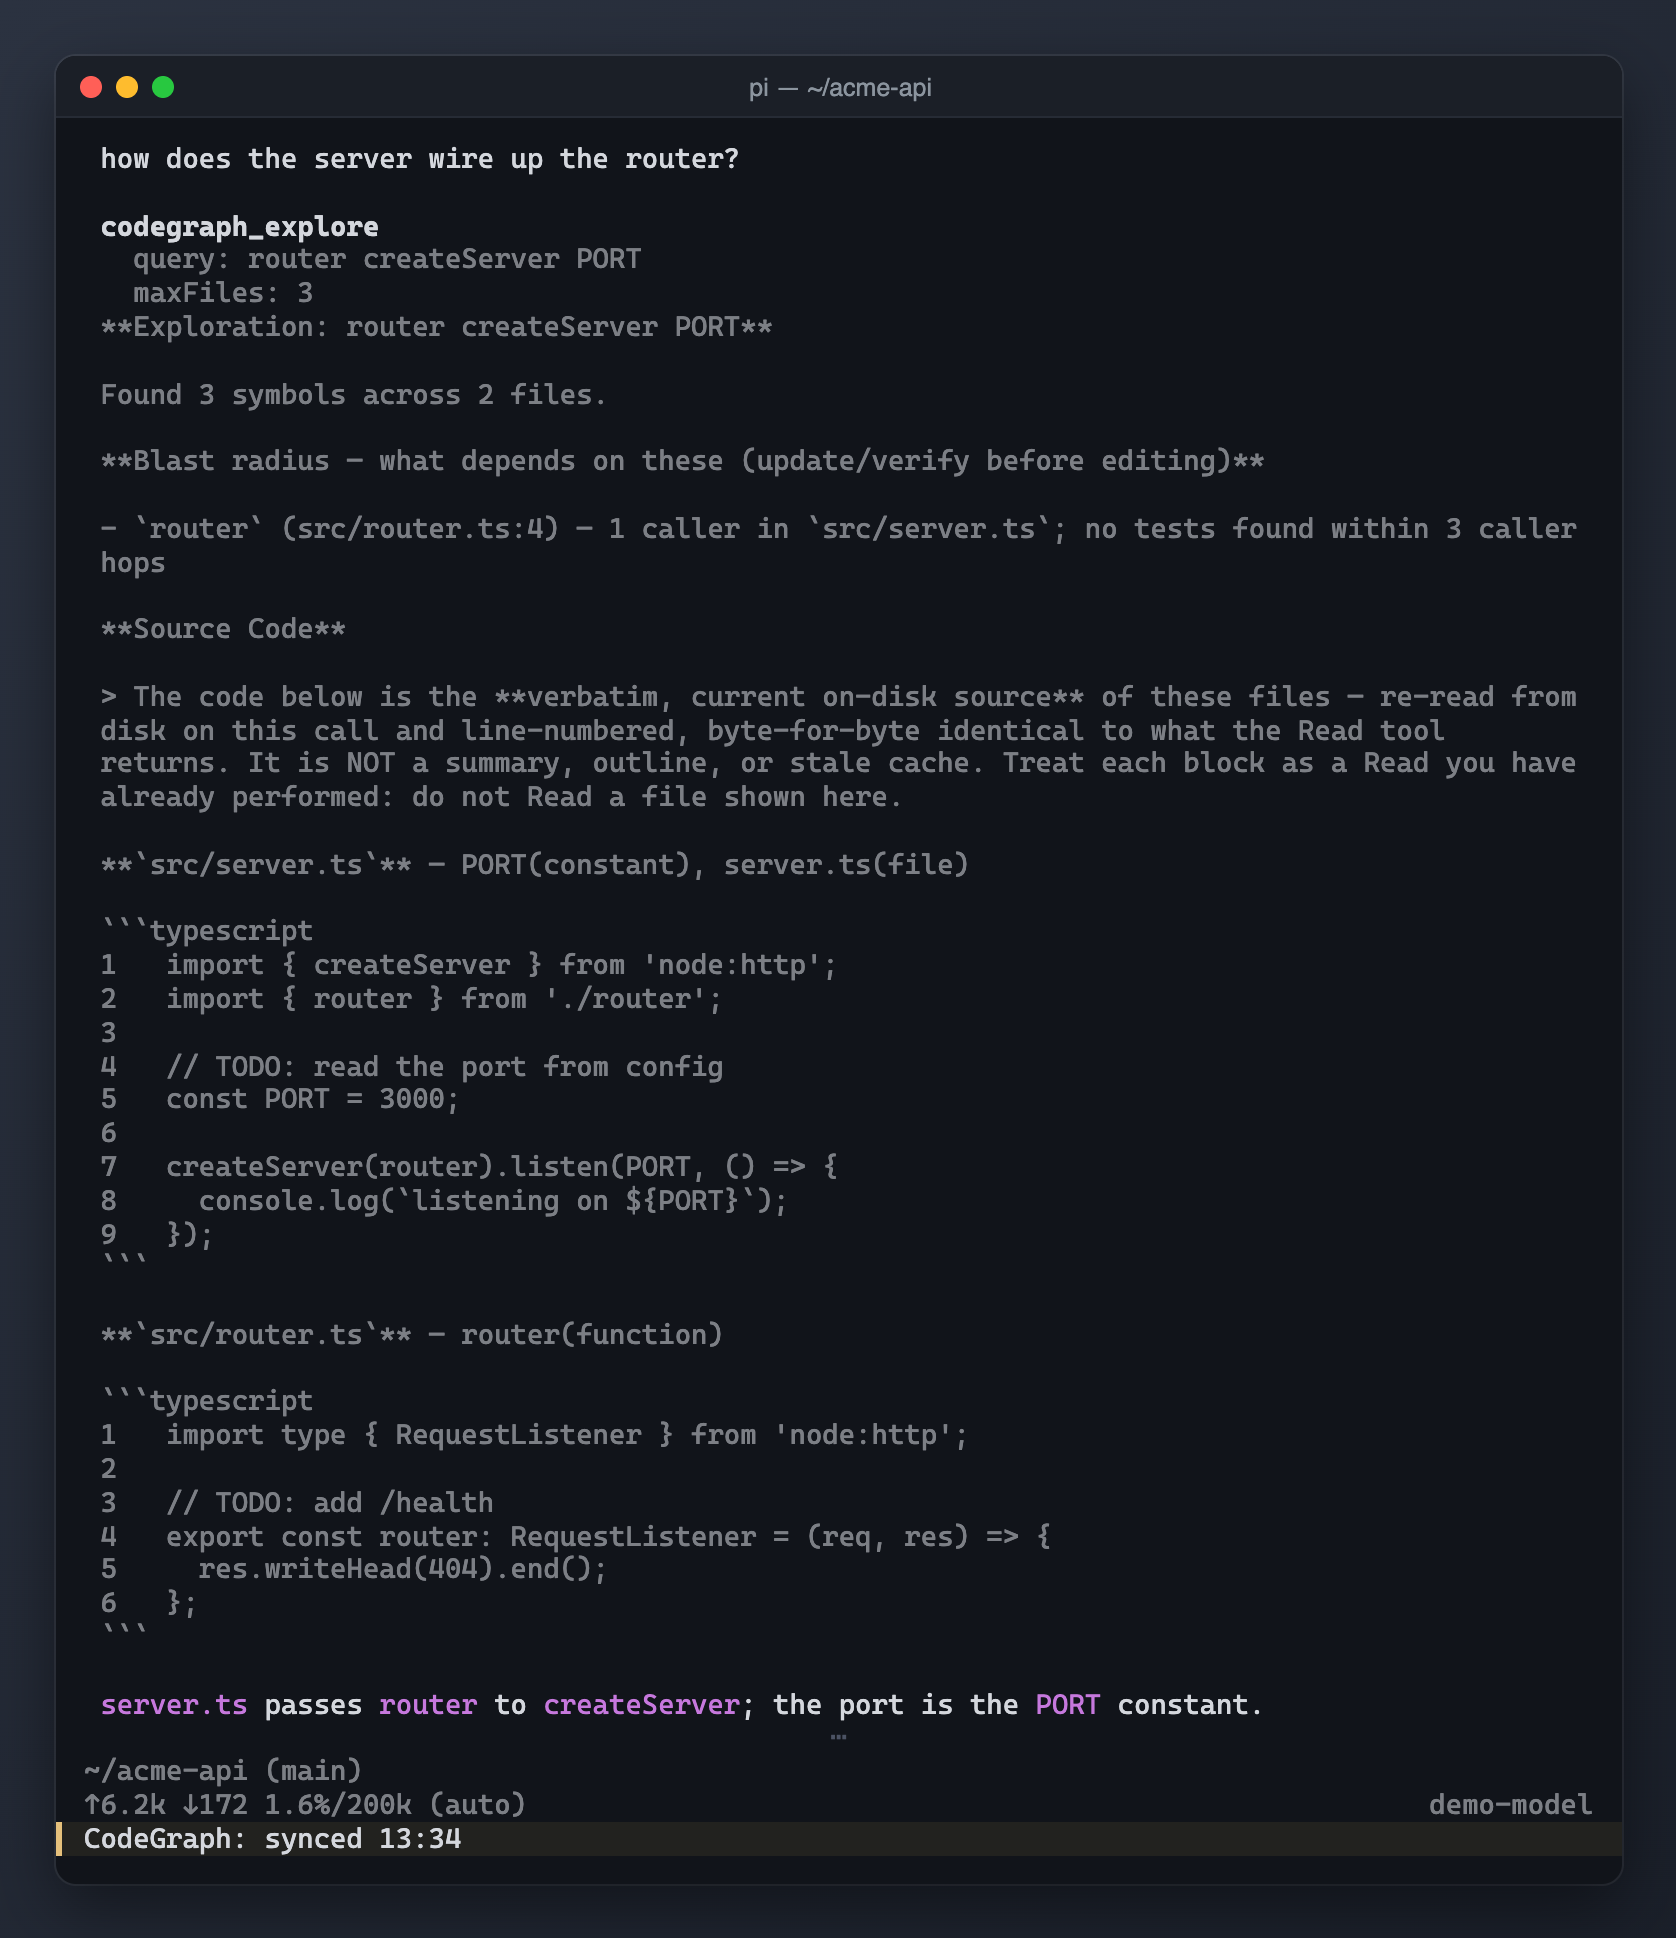 pi — ~/acme-api
how does the server wire up the router?
codegraph_explore
  query: router createServer PORT
  maxFiles: 3
**Exploration: router createServer PORT**
Found 3 symbols across 2 files.
**Blast radius — what depends on these (update/verify before editing)**
- `router` (src/router.ts:4) — 1 caller in `src/server.ts`; no tests found within 3 caller
hops
**Source Code**
> The code below is the **verbatim, current on-disk source** of these files — re-read from
disk on this call and line-numbered, byte-for-byte identical to what the Read tool
returns. It is NOT a summary, outline, or stale cache. Treat each block as a Read you have
already performed: do not Read a file shown here.
**`src/server.ts`** — PORT(constant), server.ts(file)
```typescript
1   import { createServer } from 'node:http';
2   import { router } from './router';
3
4   // TODO: read the port from config
5   const PORT = 3000;
6
7   createServer(router).listen(PORT, () => {
8     console.log(`listening on ${PORT}`);
9   });
```
**`src/router.ts`** — router(function)
```typescript
1   import type { RequestListener } from 'node:http';
2
3   // TODO: add /health
4   export const router: RequestListener = (req, res) => {
5     res.writeHead(404).end();
6   };
```
server.ts passes router to createServer; the port is the PORT constant.
…
~/acme-api (main)
↑6.2k ↓172 1.6%/200k (auto) demo-model
CodeGraph: synced 13:34